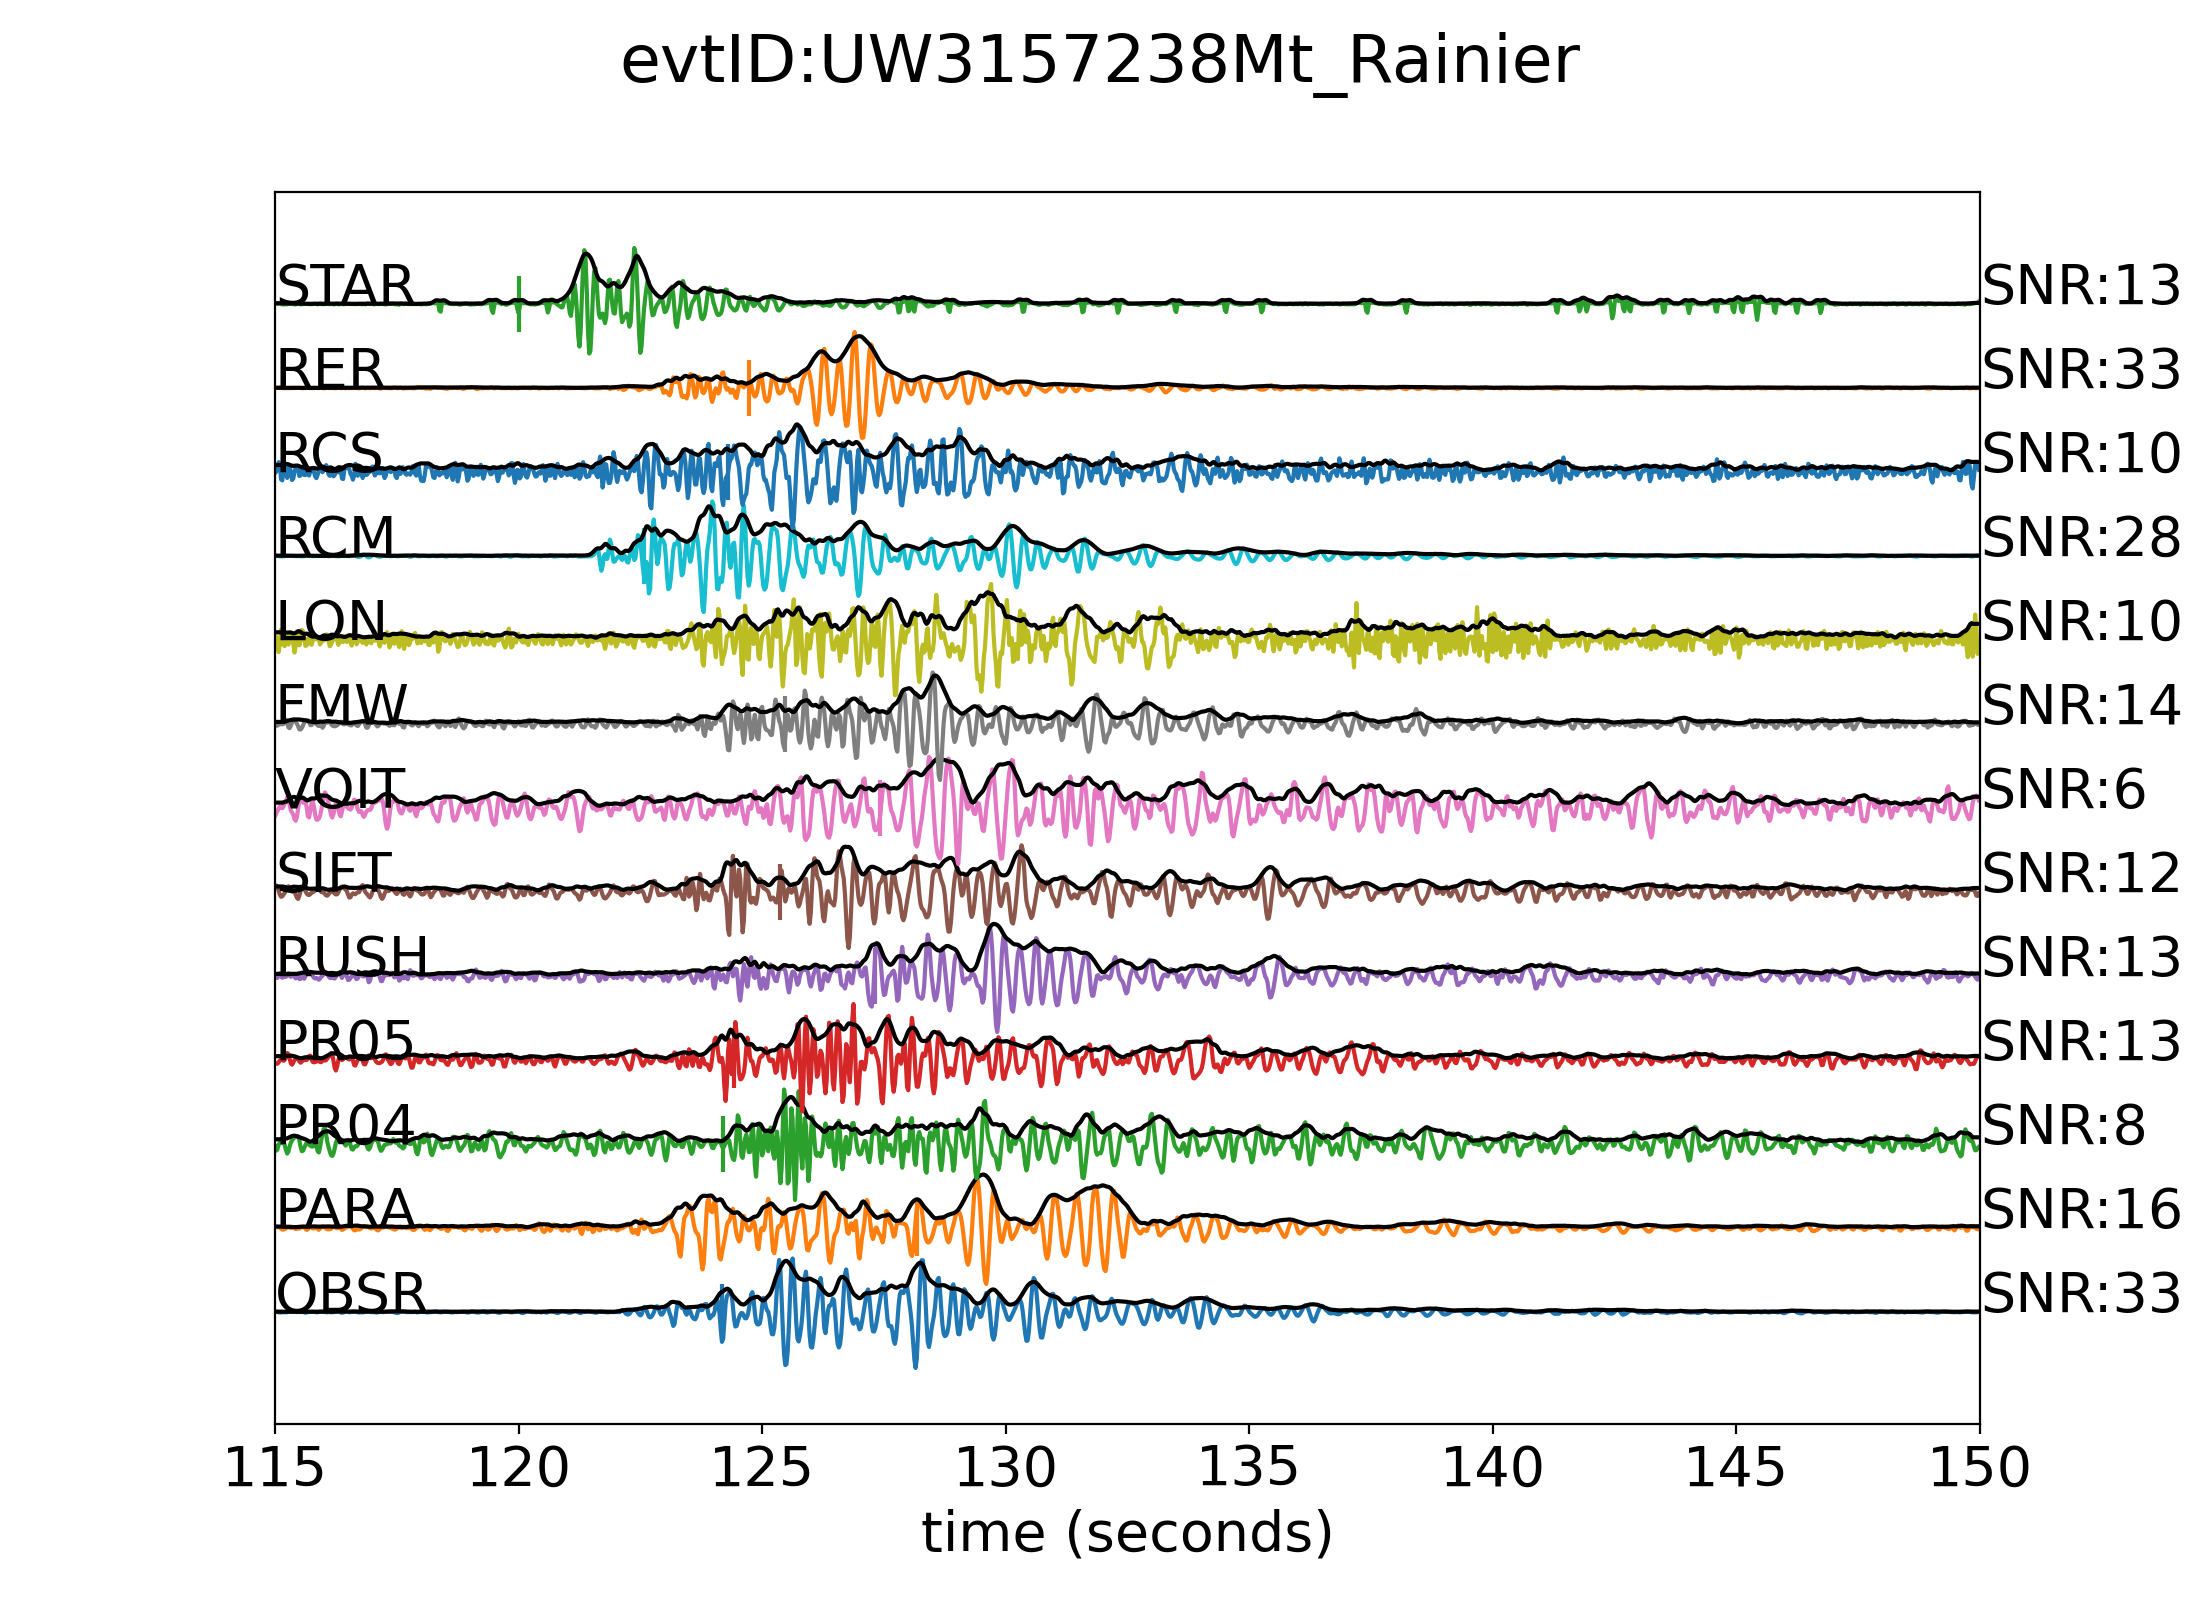 evtID:UW3157238Mt_Rainier
STAR SNR:13
RER SNR:33
RCS SNR:10
RCM SNR:28
LON SNR:10
FMW SNR:14
VOIT SNR:6
SIFT SNR:12
RUSH SNR:13
PR05 SNR:13
PR04 SNR:8
PARA SNR:16
OBSR SNR:33
115 120 125 130 135 140 145 150
time (seconds)